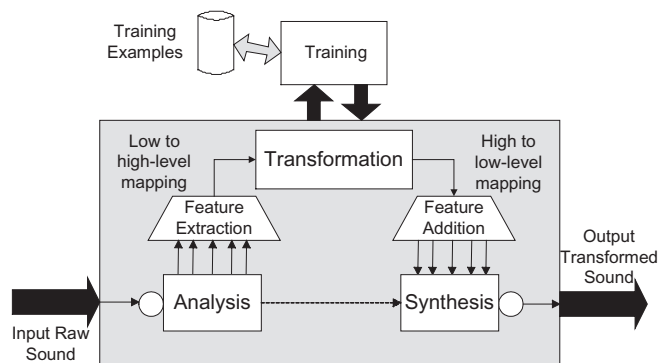 Training
Examples
Training
Low to
high-level
mapping
Transformation
High to
low-level
mapping
Feature
Extraction
Feature
Addition
Output
Transformed
Sound
Analysis
Synthesis
Input Raw
Sound